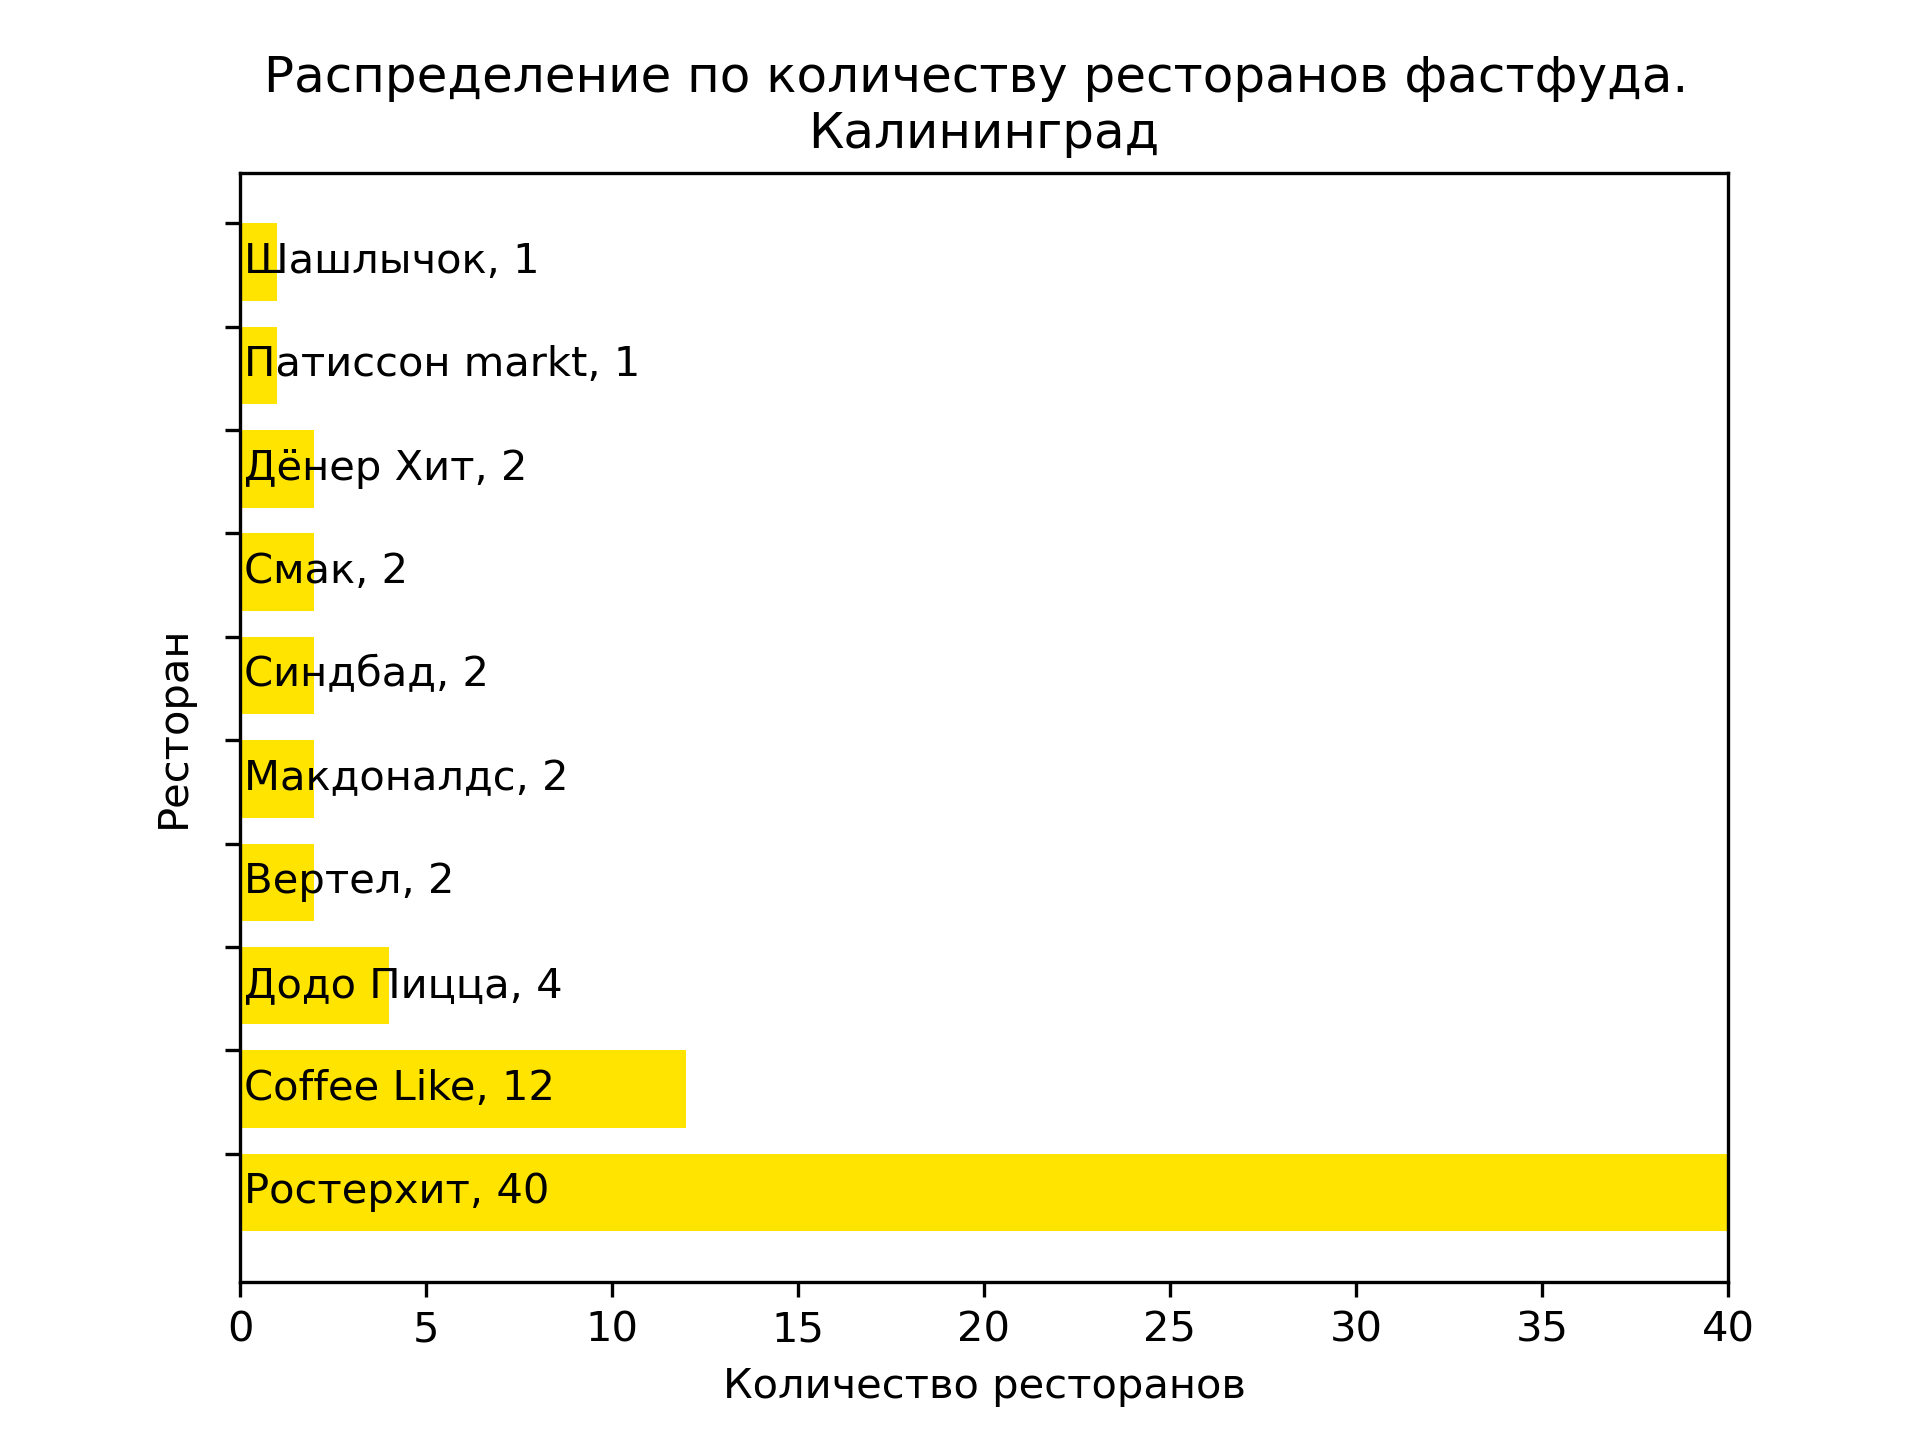 Распределение по количеству ресторанов фастфуда.
Калининград
Шашлычок, 1
Патиссон markt, 1
Дёнер Хит, 2
Смак, 2
Синдбад, 2
Макдоналдс, 2
Вертел, 2
Додо Пицца, 4
Coffee Like, 12
Ростерхит, 40
Ресторан
0 5 10 15 20 25 30 35 40
Количество ресторанов